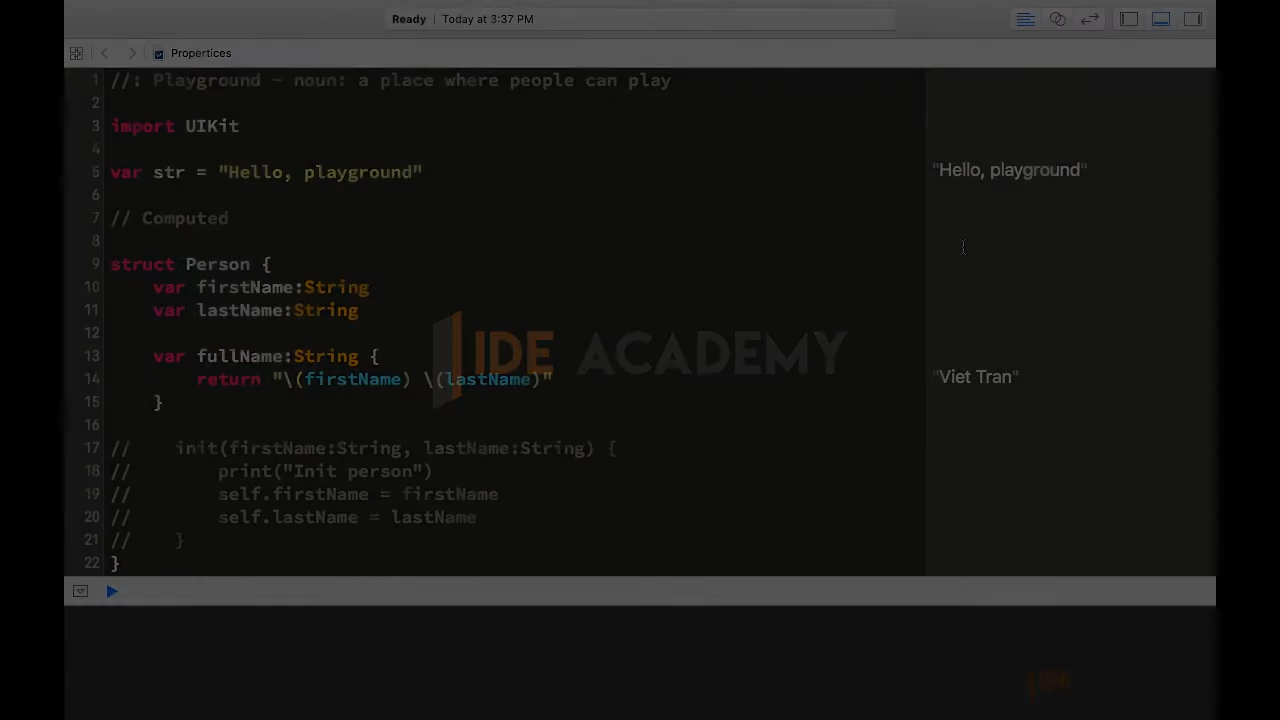 Ready | Today at 3:37 PM
Propertices
1 //: Playground - noun: a place where people can play
2
3 import UIKit
4
5 var str = "Hello, playground"
"Hello, playground"
6
7 // Computed
8
9 struct Person {
10 var firstName:String
11 var lastName:String
12
13 var fullName:String {
14 return "\(firstName) \(lastName)"
"Viet Tran"
15 }
16
17 // init(firstName:String, lastName:String) {
18 // print("Init person")
19 // self.firstName = firstName
20 // self.lastName = lastName
21 // }
22 }
IDE ACADEMY
IDE